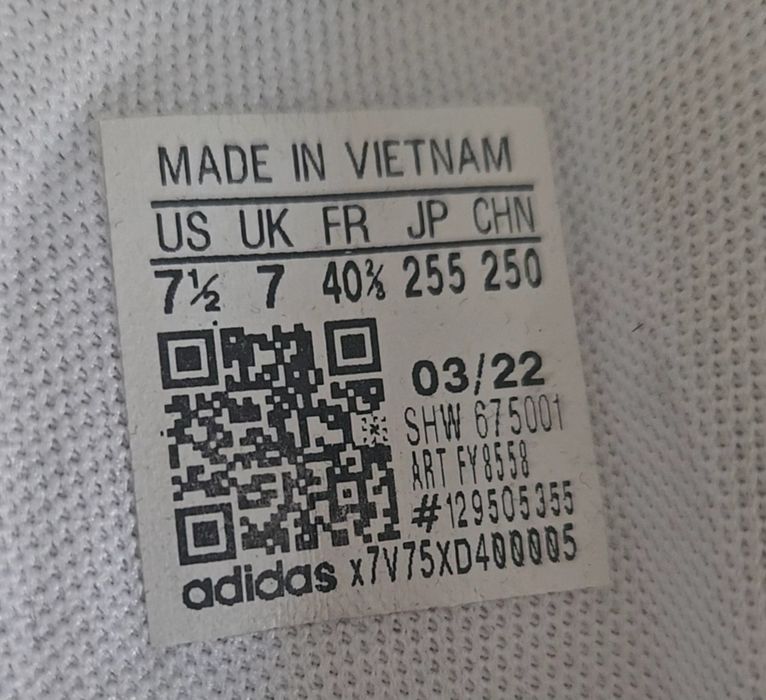 MADE IN VIETNAM
US UK FR JP CHN
7½ 7 40⅔ 255 250
03/22
SHW 675001
ART FY8558
#129505355
adidas x7V75XD400005